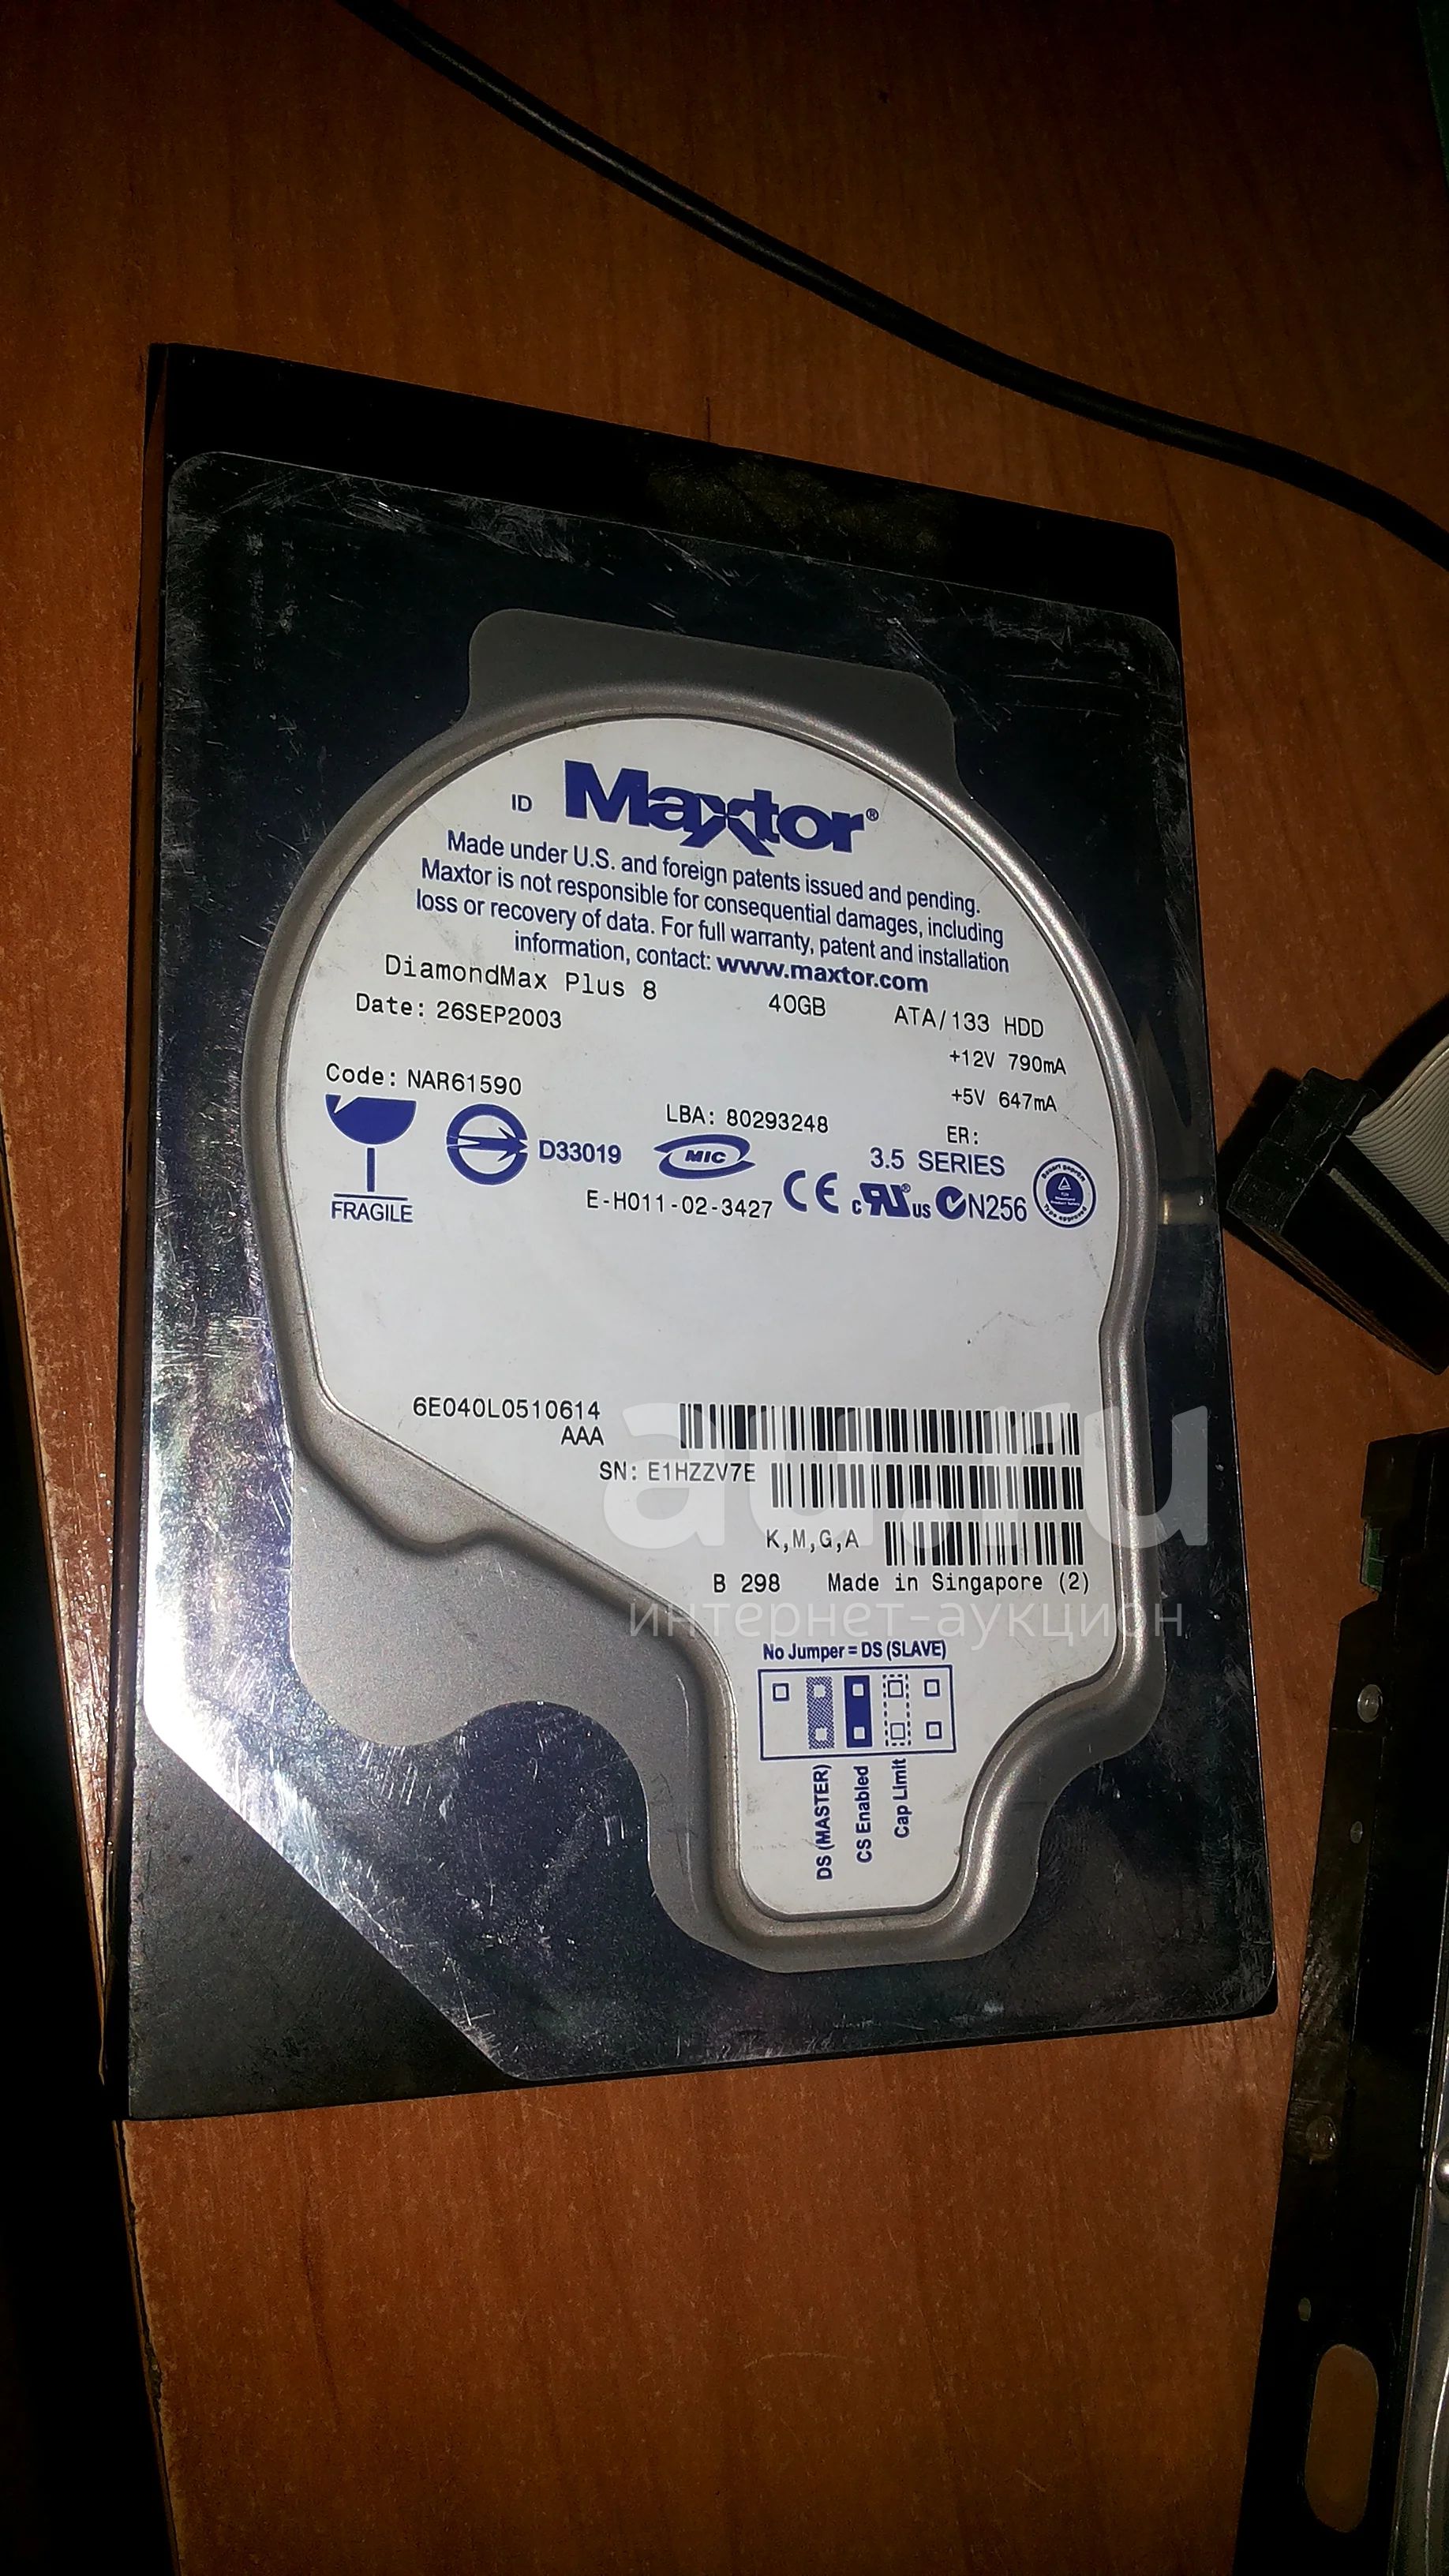 ID Maxtor®
Made under U.S. and foreign patents issued and pending.
Maxtor is not responsible for consequential damages, including
loss or recovery of data. For full warranty, patent and installation
information, contact: www.maxtor.com
DiamondMax Plus 8 40GB ATA/133 HDD
Date: 26SEP2003
+12V 790mA
Code: NAR61590
+5V 647mA
LBA: 80293248
ER:
D33019 MIC 3.5 SERIES
FRAGILE
E-H011-02-3427 CE c RU ® us N256
6E040L0510614
AAA
SN: E1HZZV7E
K,M,G,A
B 298 Made in Singapore (2)
au.ru
интернет-аукцион
No Jumper = DS (SLAVE)
DS (MASTER)
CS Enabled
Cap Limit